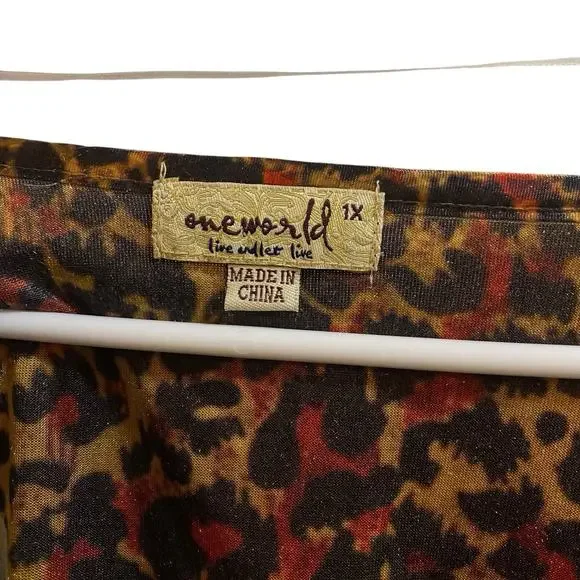 oneworld 1X
live and let live
MADE IN
CHINA